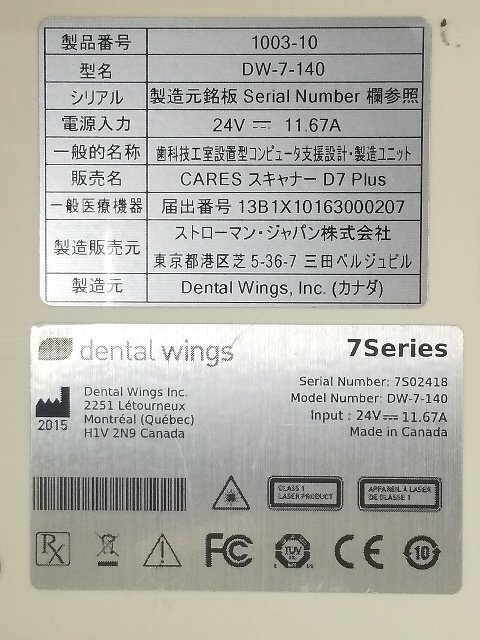 製品番号 1003-10
型名 DW-7-140
シリアル 製造元銘板 Serial Number 欄参照
電源入力 24V ⎓ 11.67A
一般的名称 歯科技工室設置型コンピュータ支援設計・製造ユニット
販売名 CARES スキャナー D7 Plus
一般医療機器 届出番号 13B1X10163000207
製造販売元 ストローマン・ジャパン株式会社
東京都港区芝 5-36-7 三田ベルジュビル
製造元 Dental Wings, Inc. (カナダ)
dental wings
7Series
2015
Dental Wings Inc.
2251 Létourneux
Montréal (Québec)
H1V 2N9 Canada
Serial Number: 7S02418
Model Number: DW-7-140
Input : 24V ⎓ 11.67A
Made in Canada
CLASS 1
LASER PRODUCT
APPAREIL À LASER
DE CLASSE 1
Rx
FC
TUV
CE
10